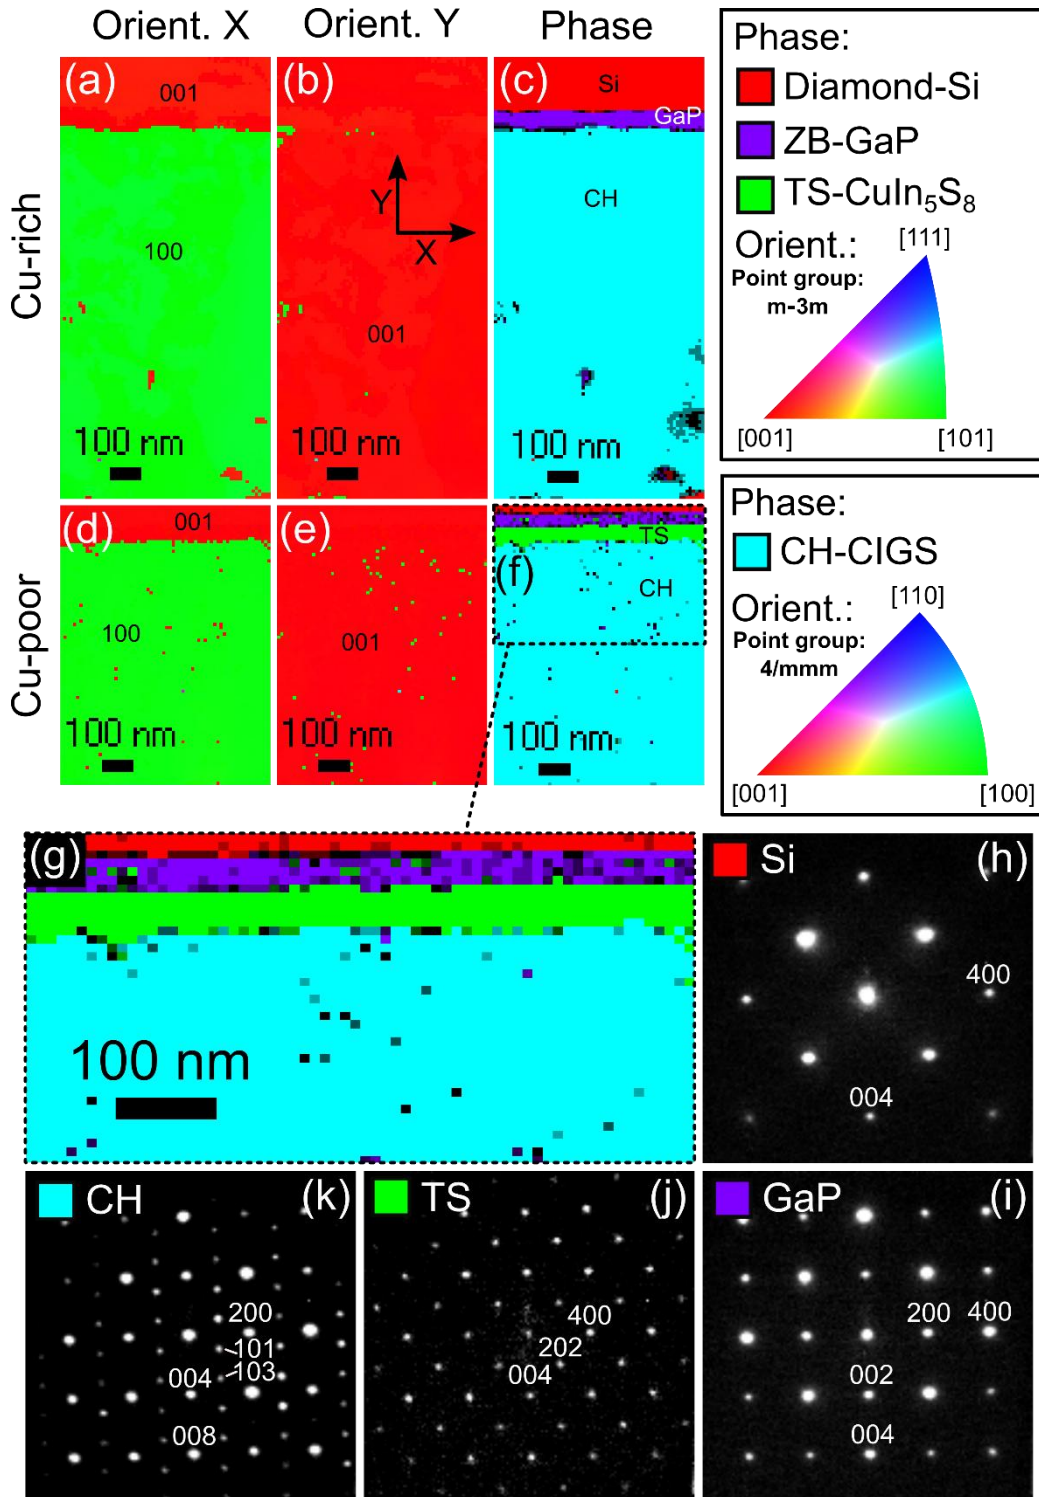 Orient. X
Orient. Y
Phase
Cu-rich
(a)
001
100
100 nm
(b)
Y
X
001
100 nm
(c)
Si
GaP
CH
100 nm
Phase:
Diamond-Si
ZB-GaP
TS-CuIn₅S₈
Orient.:
Point group:
m-3m
[111]
[001]
[101]
Cu-poor
(d)
001
100
100 nm
(e)
001
100 nm
TS
(f)
CH
100 nm
Phase:
CH-CIGS
Orient.:
Point group:
4/mmm
[110]
[001]
[100]
(g)
100 nm
Si
(h)
400
004
CH
(k)
200
101
103
004
008
TS
(j)
400
202
004
GaP
(i)
200
400
002
004